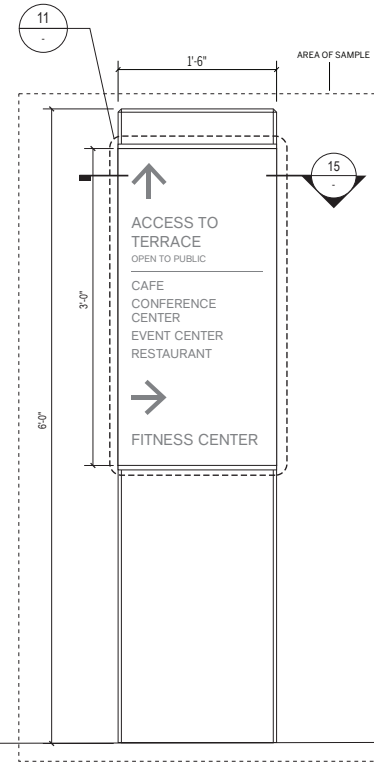 11
-
1'-6"
AREA OF SAMPLE
15
-
ACCESS TO
TERRACE
OPEN TO PUBLIC
CAFE
CONFERENCE
CENTER
EVENT CENTER
RESTAURANT
3'-0"
6'-0"
FITNESS CENTER